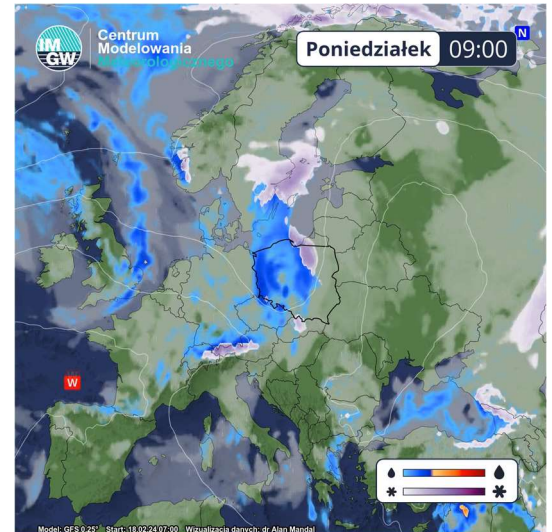 IM
GW
Centrum
Modelowania
Meteorologicznego
Poniedziałek 09:00
N
W
Model: GFS 0.25° Start: 18.02.24 07:00 Wizualizacja danych: dr Alan Mandal